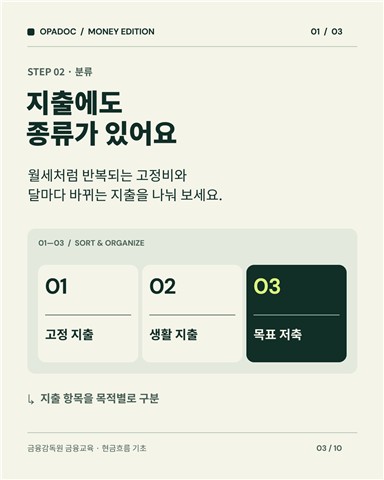 OPADOC / MONEY EDITION
01 / 03
STEP 02 · 분류
지출에도
종류가 있어요
월세처럼 반복되는 고정비와
달마다 바뀌는 지출을 나눠 보세요.
01—03 / SORT & ORGANIZE
01
02
03
고정 지출
생활 지출
목표 저축
↳ 지출 항목을 목적별로 구분
금융감독원 금융교육 · 현금흐름 기초
03 / 10